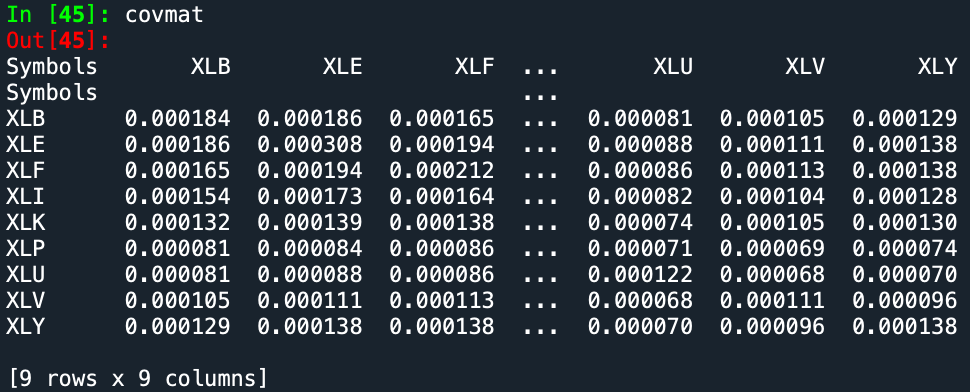 In [45]: covmat
Out[45]:
Symbols XLB XLE XLF ... XLU XLV XLY
Symbols ...
XLB 0.000184 0.000186 0.000165 ... 0.000081 0.000105 0.000129
XLE 0.000186 0.000308 0.000194 ... 0.000088 0.000111 0.000138
XLF 0.000165 0.000194 0.000212 ... 0.000086 0.000113 0.000138
XLI 0.000154 0.000173 0.000164 ... 0.000082 0.000104 0.000128
XLK 0.000132 0.000139 0.000138 ... 0.000074 0.000105 0.000130
XLP 0.000081 0.000084 0.000086 ... 0.000071 0.000069 0.000074
XLU 0.000081 0.000088 0.000086 ... 0.000122 0.000068 0.000070
XLV 0.000105 0.000111 0.000113 ... 0.000068 0.000111 0.000096
XLY 0.000129 0.000138 0.000138 ... 0.000070 0.000096 0.000138
[9 rows x 9 columns]